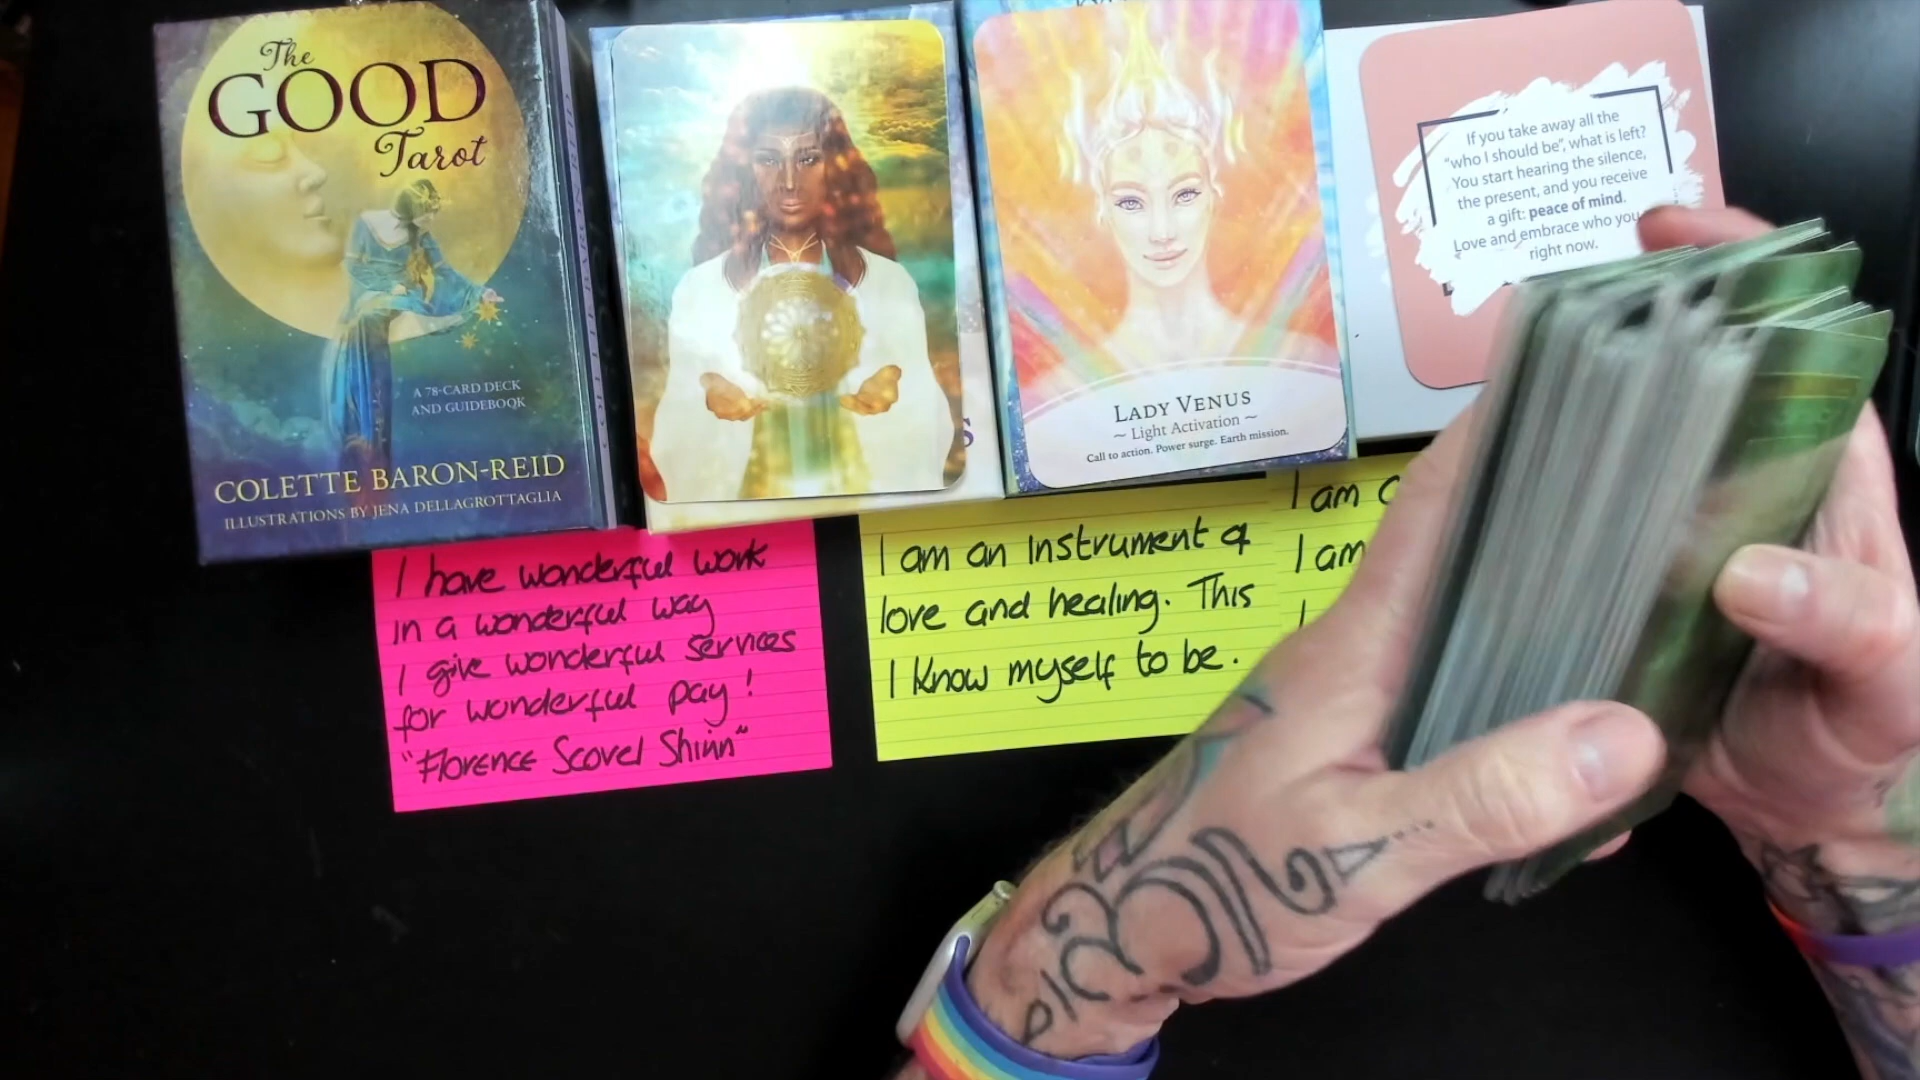 The
GOOD
Tarot
A 78-CARD DECK
AND GUIDEBOOK
COLETTE BARON-REID
ILLUSTRATIONS BY JENA DELLAGROTTAGLIA
LADY VENUS
~ Light Activation ~
Call to action. Power surge. Earth mission.
If you take away all the
"who I should be", what is left?
You start hearing the silence,
the present, and you receive
a gift: peace of mind.
Love and embrace who you
right now.
I have wonderful work
in a wonderful way
I give wonderful services
for wonderful pay!
"Florence Scovel Shinn"
I am an instrument of
love and healing. This
I know myself to be.
I am
I am
I